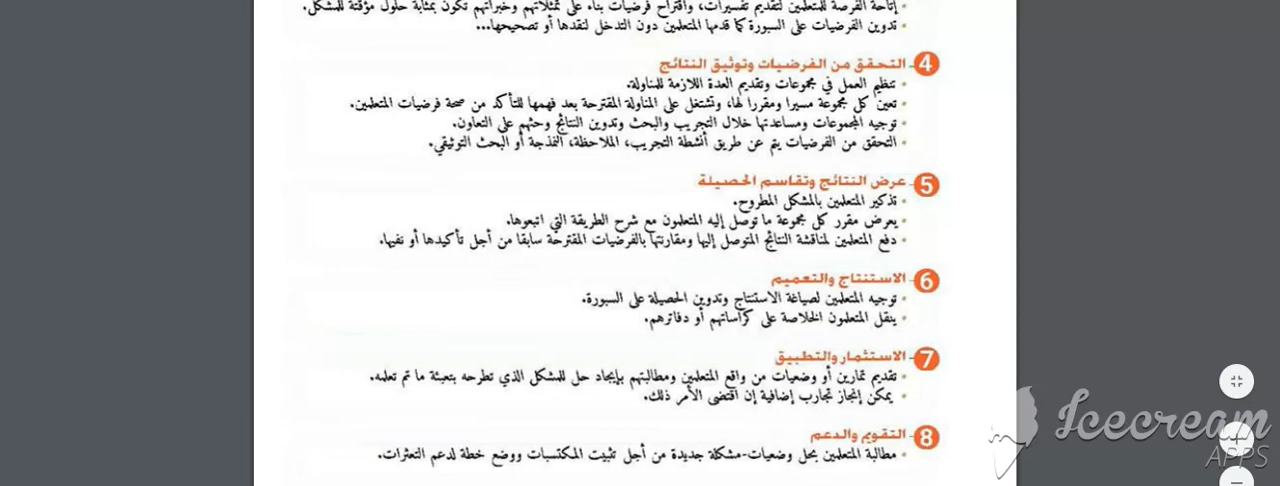 إتاحة الفرصة للمتعلمين لتقديم تفسيرات، واقتراح فرضيات بناء على تمثلاتهم وخبراتهم تكون بمثابة حلول مؤقتة للمشكل.
تدوين الفرضيات على السبورة كما قدمها المتعلمين دون التدخل لنقدها أو تصحيحها...
4 التحقق من الفرضيات وتوثيق النتائج
• تنظيم العمل في مجموعات وتقديم العدة اللازمة للمناولة.
• تعين كل مجموعة مسيرا ومقررا لها، وتشتغل على المناولة المقترحة بعد فهمها للتأكد من صحة فرضيات المتعلمين.
• توجيه المجموعات ومساعدتها خلال التجريب والبحث وتدوين النتائج وحثهم على التعاون.
• التحقق من الفرضيات يتم عن طريق أنشطة التجريب، الملاحظة، النمذجة أو البحث التوثيقي.
5 عرض النتائج وتقاسم الحصيلة
• تذكير المتعلمين بالمشكل المطروح.
• يعرض مقرر كل مجموعة ما توصل إليه المتعلمون مع شرح الطريقة التي اتبعوها.
• دفع المتعلمين لمناقشة النتائج المتوصل إليها ومقارنتها بالفرضيات المقترحة سابقا من أجل تأكيدها أو نفيها.
6 الاستنتاج والتعميم
• توجيه المتعلمين لصياغة الاستنتاج وتدوين الحصيلة على السبورة.
• ينقل المتعلمون الخلاصة على كراساتهم أو دفاترهم.
7 الاستثمار والتطبيق
• تقديم تمارين أو وضعيات من واقع المتعلمين ومطالبتهم بإيجاد حل للمشكل الذي تطرحه بتعبئة ما تم تعلمه.
• يمكن إنجاز تجارب إضافية إن اقتضى الأمر ذلك.
8 التقويم والدعم
• مطالبة المتعلمين بحل وضعيات-مشكلة جديدة من أجل تثبيت المكتسبات ووضع خطة لدعم التعثرات.
Icecream
APPS